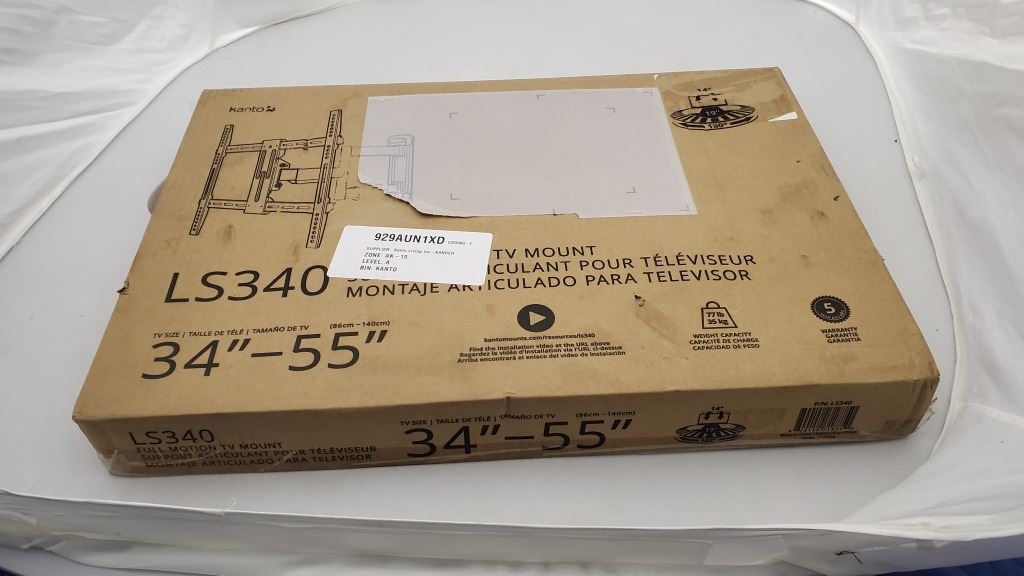 kanto
14°
100°
929AUN1XD
SUPPLIER: Kanto Living Inc - KANDCH
ZONE: AK - 15
LEVEL: A
BIN: KANTO
LS340
TV MOUNT
ICULANT POUR TÉLÉVISEUR
MONTAJE ARTICULADO PARA TELEVISOR
TV SIZE | TAILLE DE TÉLÉ | TAMAÑO DE TV
(86cm – 140cm)
34”–55”
kantomounts.com/resources/ls340
Find the installation video at the URL above
Regardez la vidéo d'installation via l'URL ci-dessus
Arriba encontrará el enlace del video de instalación
77 lb
35 kg
WEIGHT CAPACITY
CAPACITÉ DE CHARGE
CAPACIDAD DE PESO
5
WARRANTY
GARANTIE
GARANTÍA
LS340
FULL MOTION TV MOUNT
SUPPORT ARTICULANT POUR TÉLÉVISEUR
MONTAJE ARTICULADO PARA TELEVISOR
TV SIZE | TAILLE DE TÉLÉ | TAMAÑO DE TV
(86cm – 140cm)
34”–55”
14°
P/N: LS340